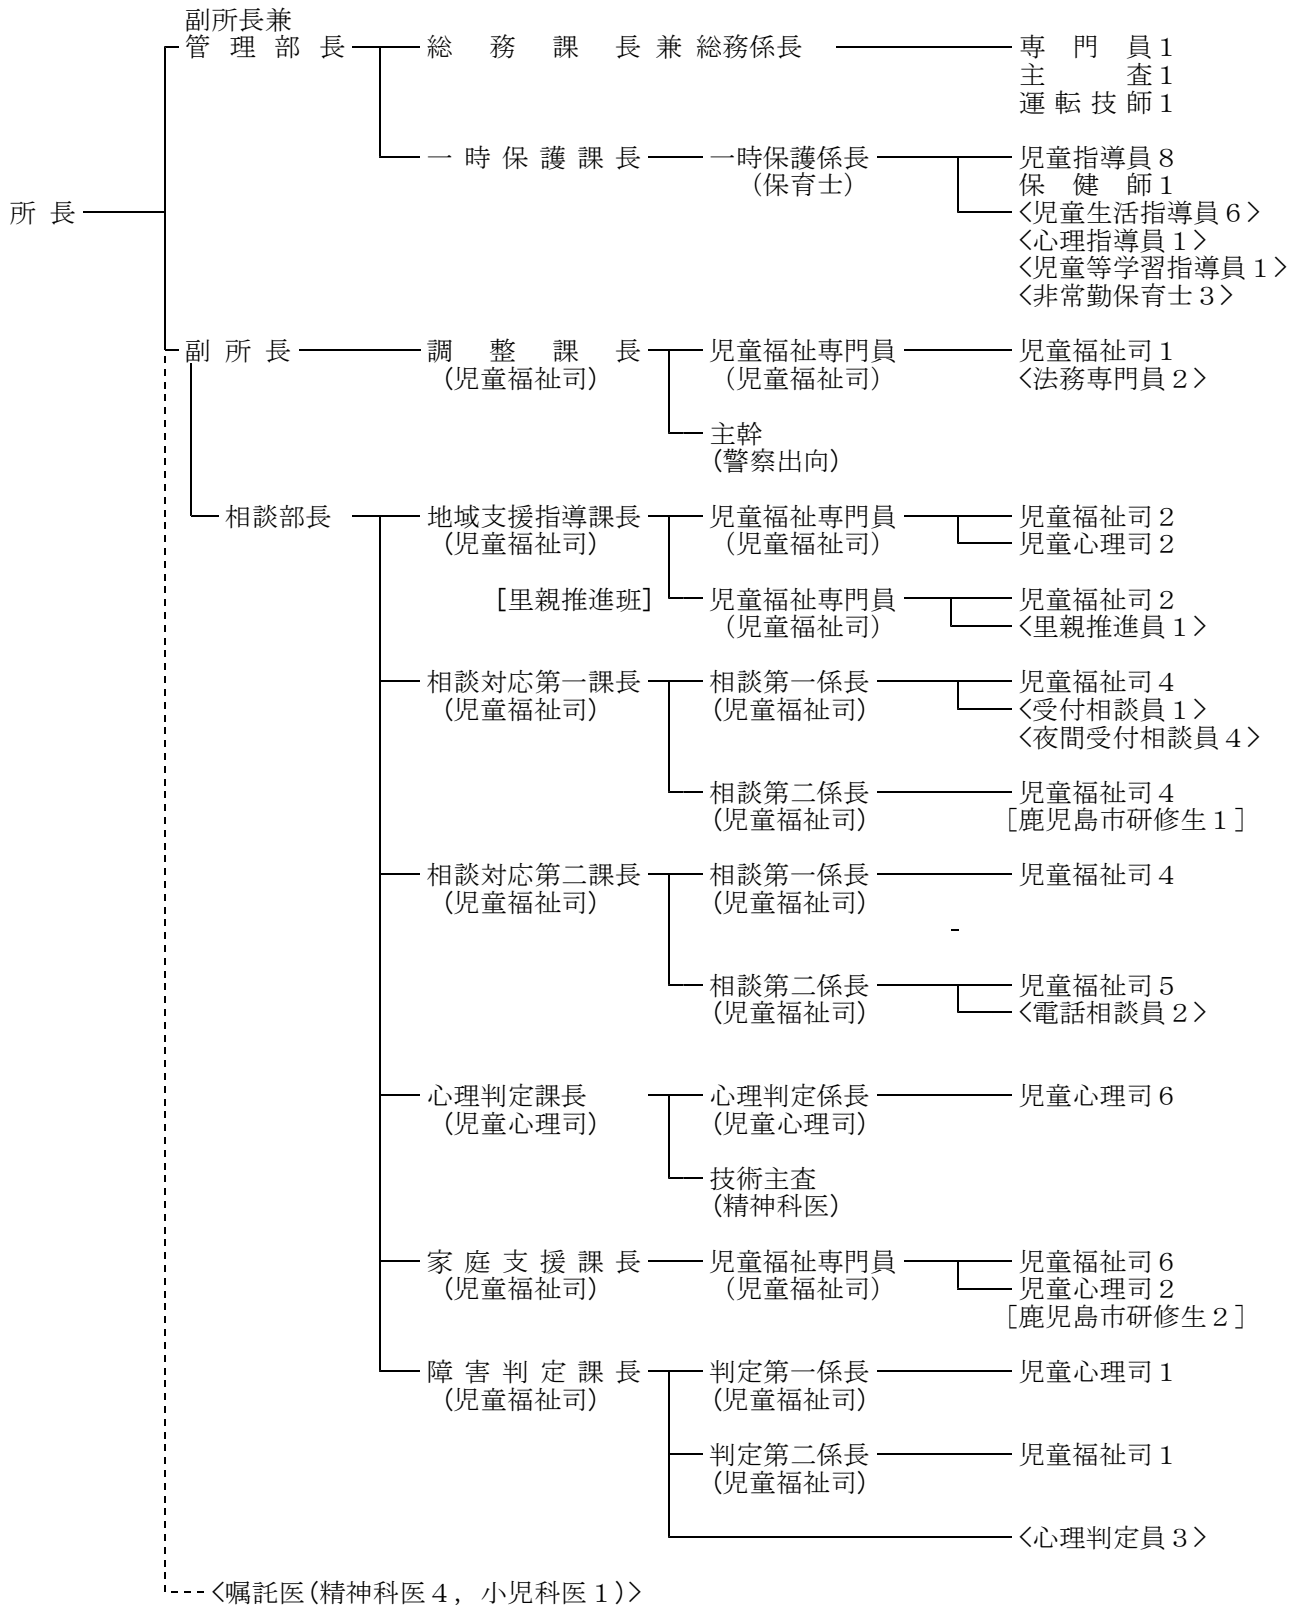 副所長兼
管理部長 総務課長兼総務係長 専門員１
主査１
運転技師１
一時保護課長 一時保護係長 児童指導員８
(保育士) 保健師１
所長 <児童生活指導員６>
<心理指導員１>
<児童等学習指導員１>
<非常勤保育士３>
副所長 調整課長 児童福祉専門員 児童福祉司１
(児童福祉司) (児童福祉司) <法務専門員２>
主幹
(警察出向)
相談部長 地域支援指導課長 児童福祉専門員 児童福祉司２
(児童福祉司) (児童福祉司) 児童心理司２
[里親推進班] 児童福祉専門員 児童福祉司２
(児童福祉司) <里親推進員１>
相談対応第一課長 相談第一係長 児童福祉司４
(児童福祉司) (児童福祉司) <受付相談員１>
<夜間受付相談員４>
相談第二係長 児童福祉司４
(児童福祉司) [鹿児島市研修生１]
相談対応第二課長 相談第一係長 児童福祉司４
(児童福祉司) (児童福祉司)
相談第二係長 児童福祉司５
(児童福祉司) <電話相談員２>
心理判定課長 心理判定係長 児童心理司６
(児童心理司) (児童心理司)
技術主査
(精神科医)
家庭支援課長 児童福祉専門員 児童福祉司６
(児童福祉司) (児童福祉司) 児童心理司２
[鹿児島市研修生２]
障害判定課長 判定第一係長 児童心理司１
(児童福祉司) (児童福祉司)
判定第二係長 児童福祉司１
(児童福祉司)
<心理判定員３>
<嘱託医(精神科医４，小児科医１)>